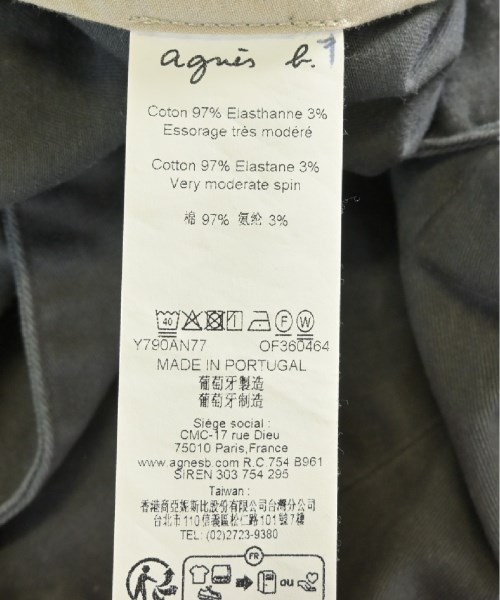 agnès b.
Coton 97% Elasthanne 3%
Essorage très modéré
Cotton 97% Elastane 3%
Very moderate spin
棉 97% 氨纶 3%
40 F W
Y790AN77 OF360464
MADE IN PORTUGAL
葡萄牙製造
葡萄牙制造
Siège social :
CMC-17 rue Dieu
75010 Paris,France
www.agnesb.com R.C.754 B961
SIREN 303 754 295
Taiwan :
香港商亞妮斯比股份有限公司台灣分公司
台北市110信義區松仁路101號7樓
TEL: (02)2723-9380
FR
OU